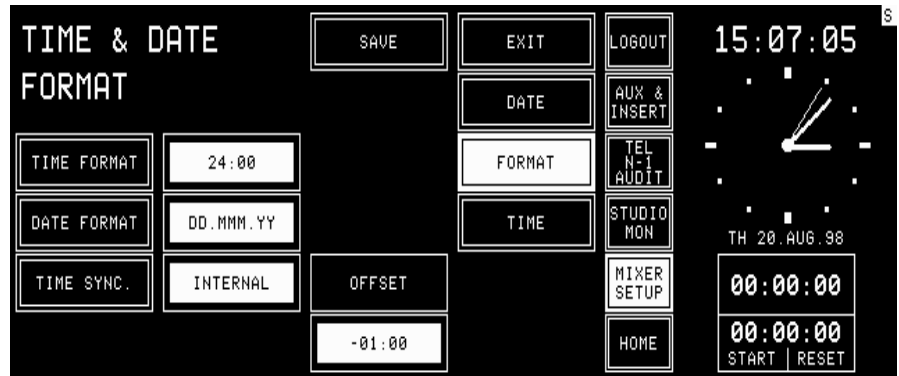 TIME & DATE
FORMAT
SAVE
EXIT
LOGOUT
15:07:05
S
DATE
AUX &
INSERT
TIME FORMAT
24:00
FORMAT
TEL
N-1
AUDIT
DATE FORMAT
DD.MMM.YY
TIME
STUDIO
MON
TH 20.AUG.98
TIME SYNC.
INTERNAL
OFFSET
MIXER
SETUP
00:00:00
-01:00
HOME
00:00:00
START | RESET